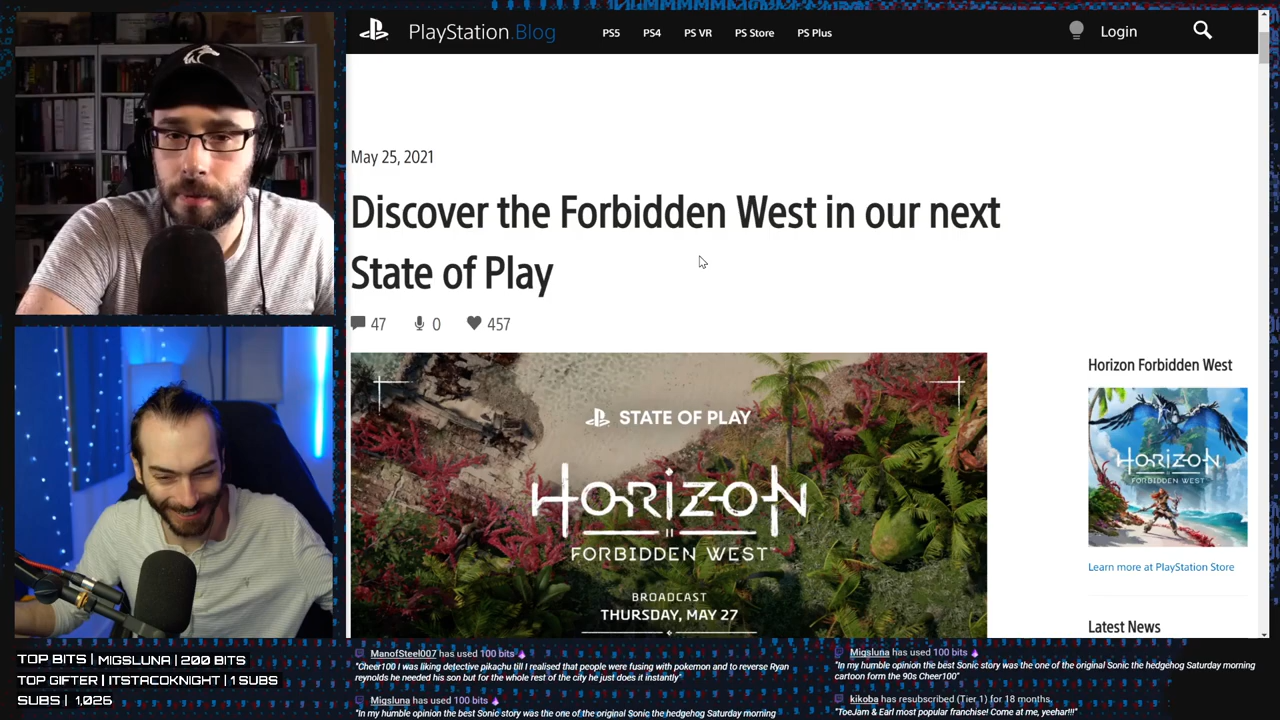 PlayStation.Blog
PS5 PS4 PS VR PS Store PS Plus
Login
May 25, 2021
Discover the Forbidden West in our next
State of Play
47 0 457
STATE OF PLAY
HORIZON
II
FORBIDDEN WEST™
BROADCAST
THURSDAY, MAY 27
Horizon Forbidden West
HORIZON
FORBIDDEN WEST
Learn more at PlayStation Store
Latest News
TOP BITS | MIGSLUNA | 200 BITS
TOP GIFTER | ITSTACOKNIGHT | 1 SUBS
SUBS | 1,026
ManofSteel007 has used 100 bits
"Cheer100 I was liking detective pikachu till I realised that people were fusing with pokemon and to reverse Ryan
reynolds he needed his son but for the whole rest of the city he just does it instantly"
Migsluna has used 100 bits
"In my humble opinion the best Sonic story was the one of the original Sonic the hedgehog Saturday morning
Migsluna has used 100 bits
"In my humble opinion the best Sonic story was the one of the original Sonic the hedgehog Saturday morning
cartoon form the 90s Cheer100"
kikoba has resubscribed (Tier 1) for 18 months,
"ToeJam & Earl most popular franchise! Come at me, yeehar!!!"